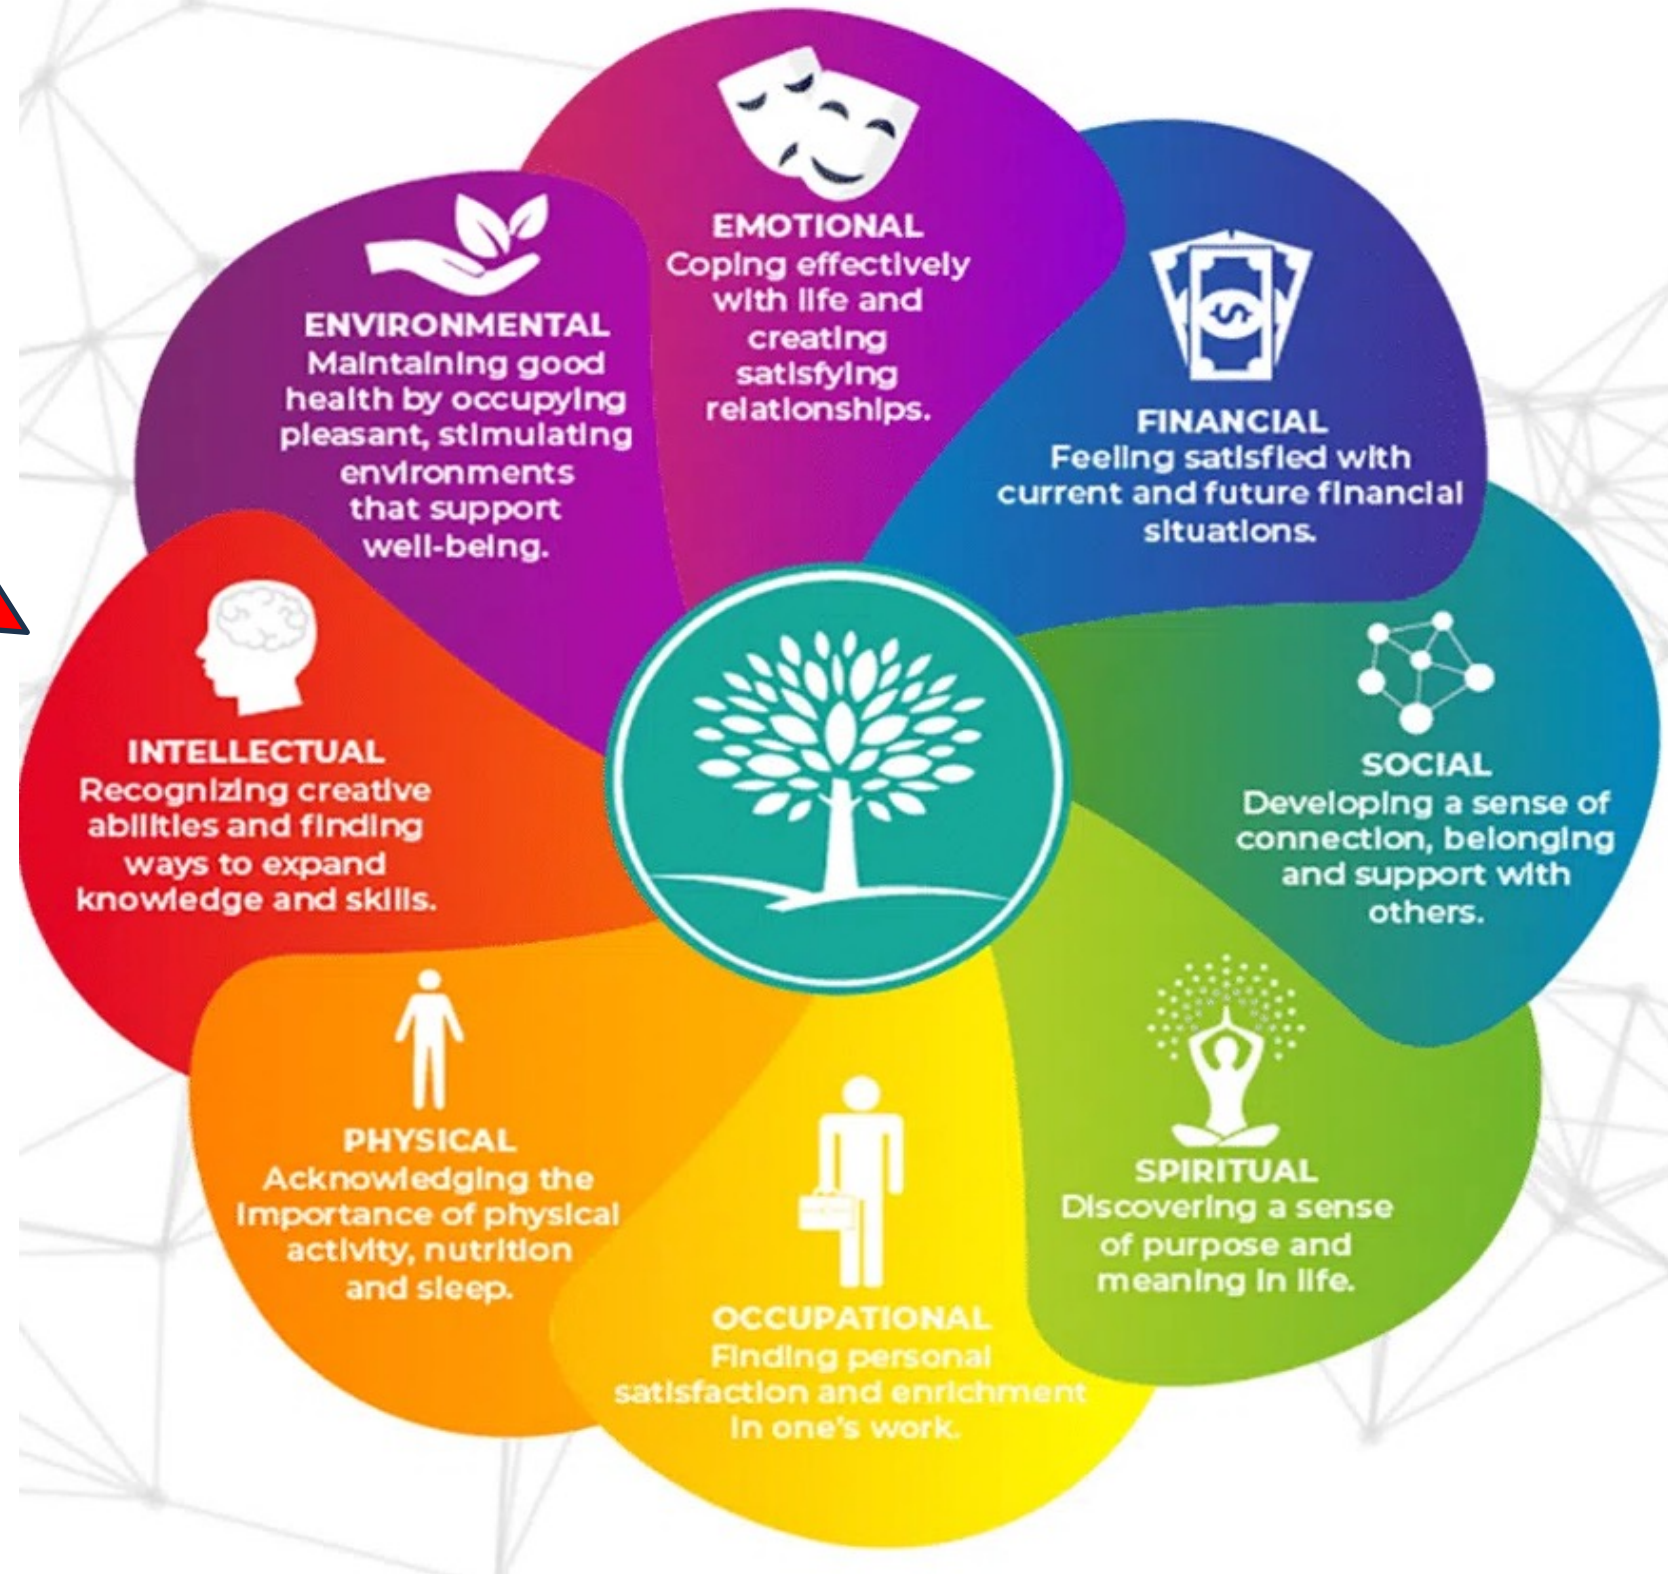 EMOTIONAL
Coping effectively
with life and
creating
satisfying
relationships.
FINANCIAL
Feeling satisfied with
current and future financial
situations.
SOCIAL
Developing a sense of
connection, belonging
and support with
others.
SPIRITUAL
Discovering a sense
of purpose and
meaning in life.
OCCUPATIONAL
Finding personal
satisfaction and enrichment
in one's work.
PHYSICAL
Acknowledging the
importance of physical
activity, nutrition
and sleep.
INTELLECTUAL
Recognizing creative
abilities and finding
ways to expand
knowledge and skills.
ENVIRONMENTAL
Maintaining good
health by occupying
pleasant, stimulating
environments
that support
well-being.